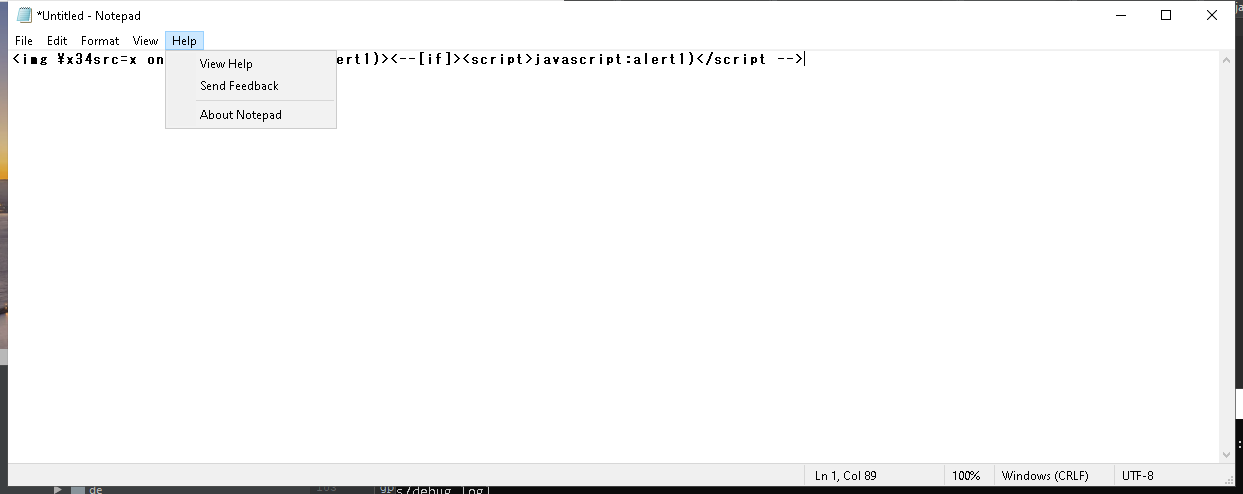 *Untitled - Notepad
File Edit Format View Help
<img ¥x34src=x on ert1)><--[if]><script>javascript:alert1)</script -->
View Help
Send Feedback
About Notepad
Ln 1, Col 89 100% Windows (CRLF) UTF-8
de
s/debug.log